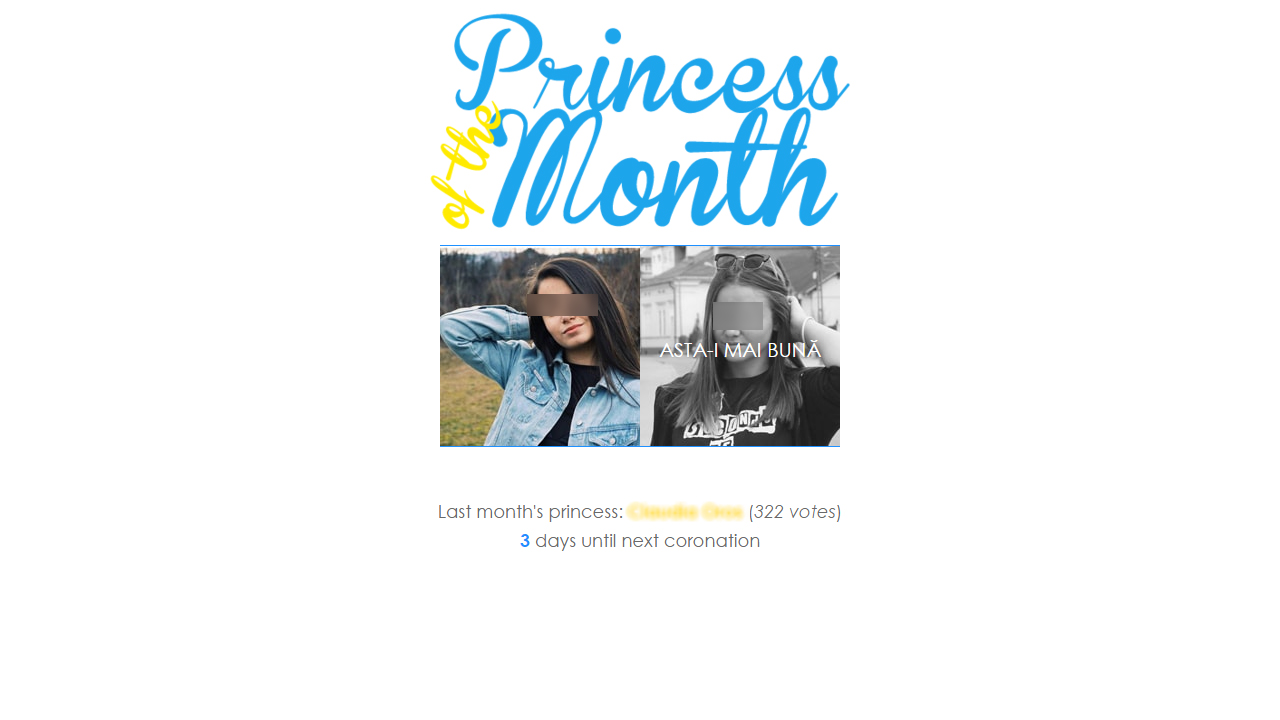 Princess
of the
Month
ASTA-I MAI BUNĂ
Last month's princess: (322 votes)
3 days until next coronation